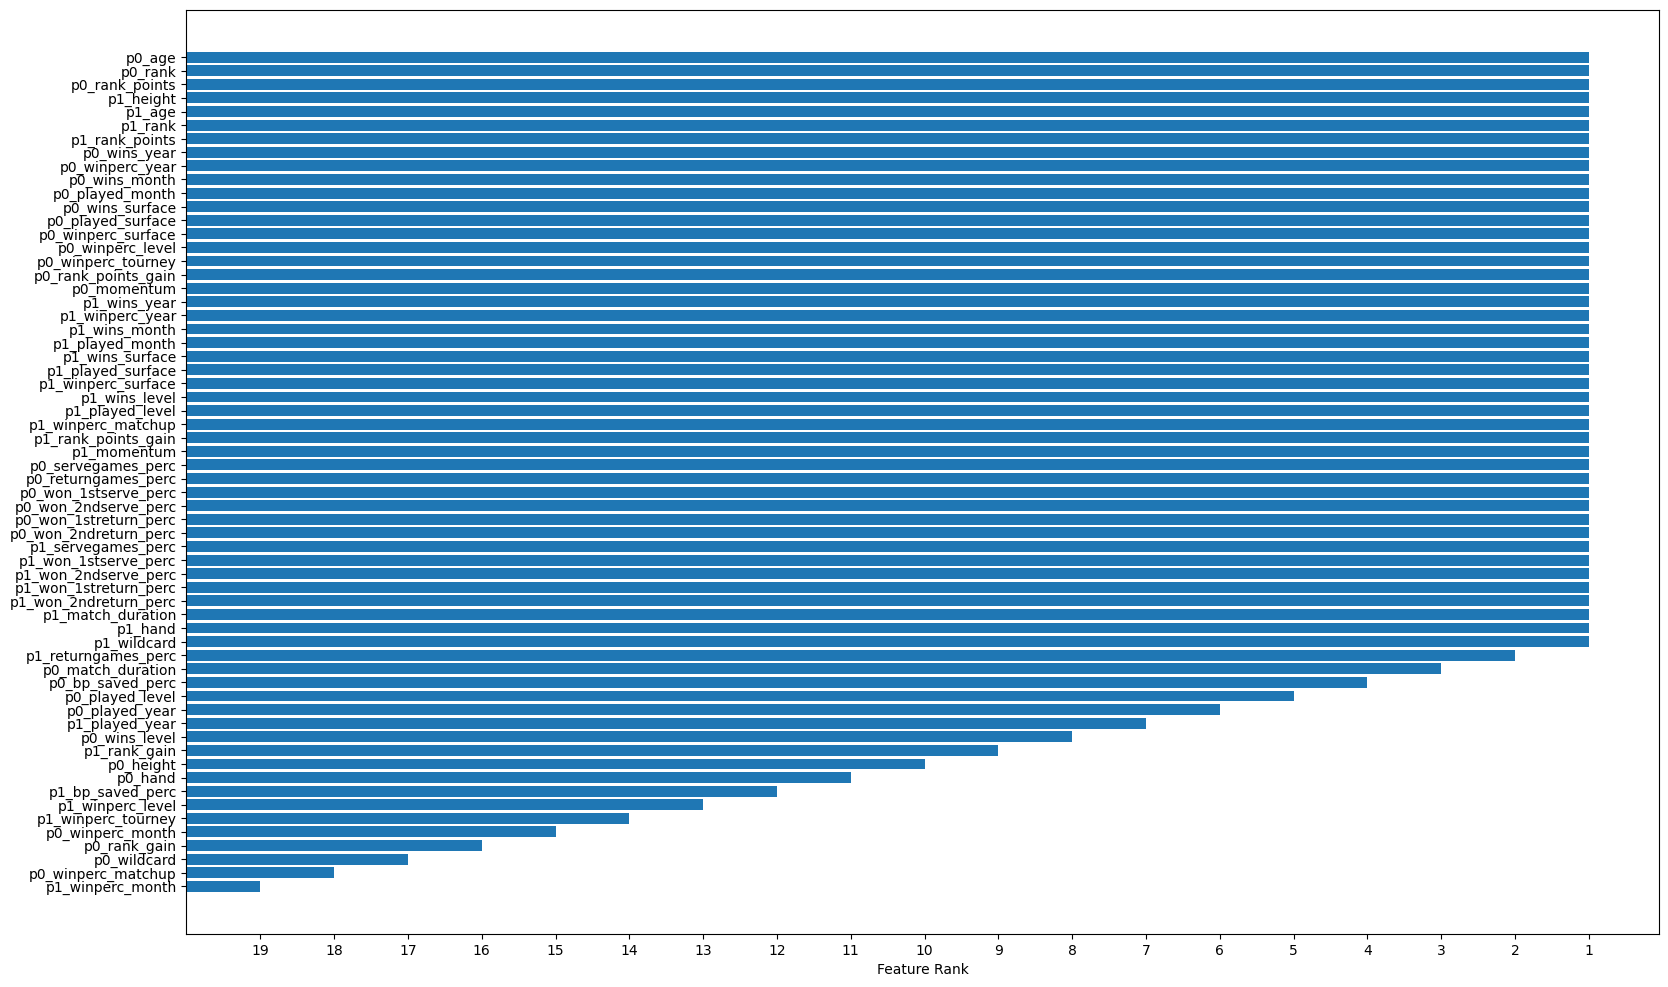 p0_age
p0_rank
p0_rank_points
p1_height
p1_age
p1_rank
p1_rank_points
p0_wins_year
p0_winperc_year
p0_wins_month
p0_played_month
p0_wins_surface
p0_played_surface
p0_winperc_surface
p0_winperc_level
p0_winperc_tourney
p0_rank_points_gain
p0_momentum
p1_wins_year
p1_winperc_year
p1_wins_month
p1_played_month
p1_wins_surface
p1_played_surface
p1_winperc_surface
p1_wins_level
p1_played_level
p1_winperc_matchup
p1_rank_points_gain
p1_momentum
p0_servegames_perc
p0_returngames_perc
p0_won_1stserve_perc
p0_won_2ndserve_perc
p0_won_1streturn_perc
p0_won_2ndreturn_perc
p1_servegames_perc
p1_won_1stserve_perc
p1_won_2ndserve_perc
p1_won_1streturn_perc
p1_won_2ndreturn_perc
p1_match_duration
p1_hand
p1_wildcard
p1_returngames_perc
p0_match_duration
p0_bp_saved_perc
p0_played_level
p0_played_year
p1_played_year
p0_wins_level
p1_rank_gain
p0_height
p0_hand
p1_bp_saved_perc
p1_winperc_level
p1_winperc_tourney
p0_winperc_month
p0_rank_gain
p0_wildcard
p0_winperc_matchup
p1_winperc_month
19 18 17 16 15 14 13 12 11 10 9 8 7 6 5 4 3 2 1
Feature Rank